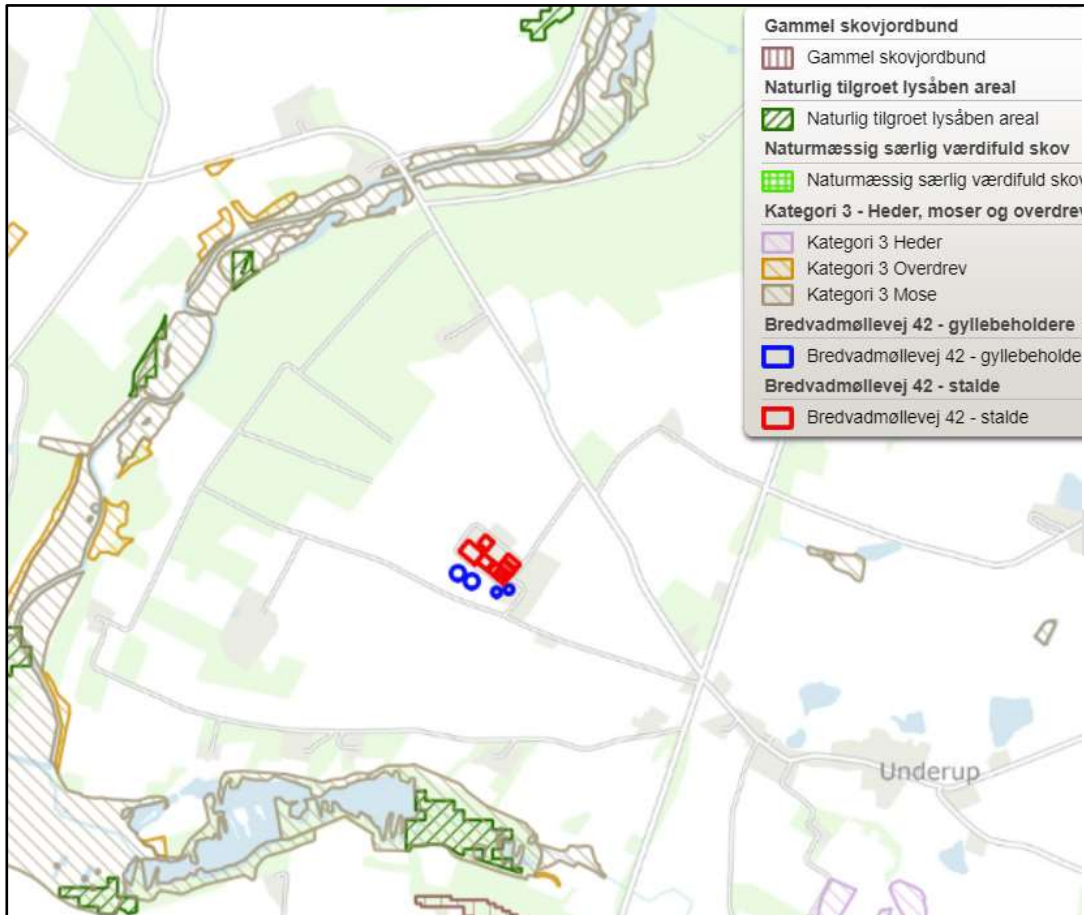 Gammel skovjordbund
Gammel skovjordbund
Naturlig tilgroet lysåben areal
Naturlig tilgroet lysåben areal
Naturmæssig særlig værdifuld skov
Naturmæssig særlig værdifuld skov
Kategori 3 - Heder, moser og overdrev
Kategori 3 Heder
Kategori 3 Overdrev
Kategori 3 Mose
Bredvadmøllevej 42 - gyllebeholdere
Bredvadmøllevej 42 - gyllebeholde
Bredvadmøllevej 42 - stalde
Bredvadmøllevej 42 - stalde
Underup